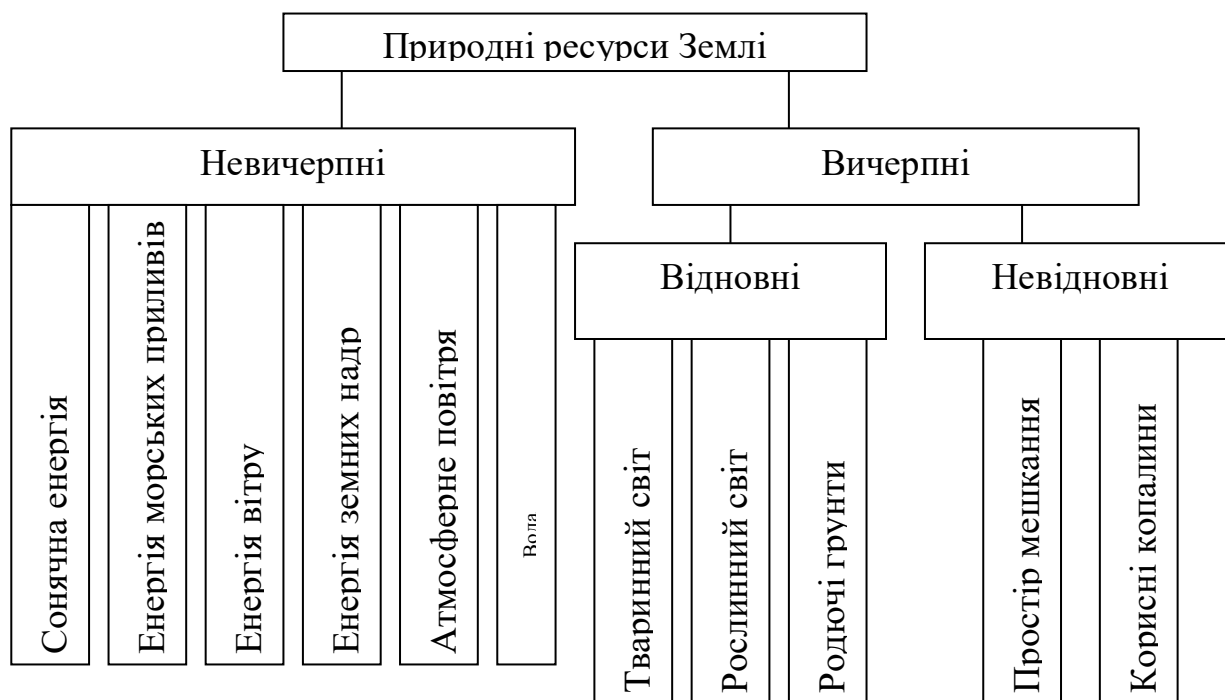 Природні ресурси Землі
Невичерпні
Вичерпні
Відновні
Невідновні
Сонячна енергія
Енергія морських приливів
Енергія вітру
Енергія земних надр
Атмосферне повітря
Вода
Тваринний світ
Рослинний світ
Родючі грунти
Простір мешкання
Корисні копалини